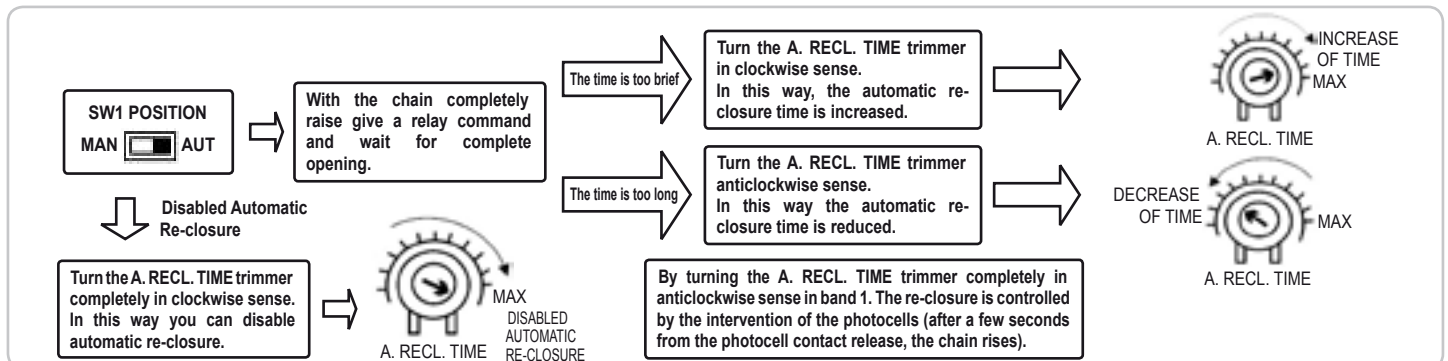 SW1 POSITION
MAN AUT
With the chain completely
raise give a relay command
and wait for complete
opening.
The time is too brief
Turn the A. RECL. TIME trimmer
in clockwise sense.
In this way, the automatic re-
closure time is increased.
INCREASE
OF TIME
MAX
A. RECL. TIME
The time is too long
Turn the A. RECL. TIME trimmer
anticlockwise sense.
In this way the automatic re-
closure time is reduced.
DECREASE
OF TIME
MAX
A. RECL. TIME
Disabled Automatic
Re-closure
Turn the A. RECL. TIME trimmer
completely in clockwise sense.
In this way you can disable
automatic re-closure.
MAX
DISABLED
AUTOMATIC
RE-CLOSURE
A. RECL. TIME
By turning the A. RECL. TIME trimmer completely in
anticlockwise sense in band 1. The re-closure is controlled
by the intervention of the photocells (after a few seconds
from the photocell contact release, the chain rises).